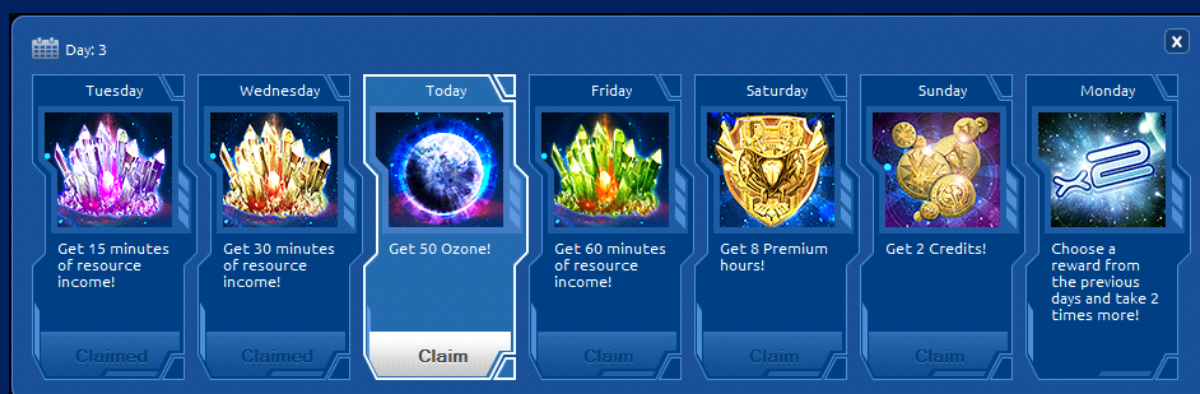 Day: 3
x
Tuesday
Get 15 minutes
of resource
income!
Claimed
Wednesday
Get 30 minutes
of resource
income!
Claimed
Today
Get 50 Ozone!
Claim
Friday
Get 60 minutes
of resource
income!
Claim
Saturday
Get 8 Premium
hours!
Claim
Sunday
Get 2 Credits!
Claim
Monday
x2
Choose a
reward from
the previous
days and take 2
times more!